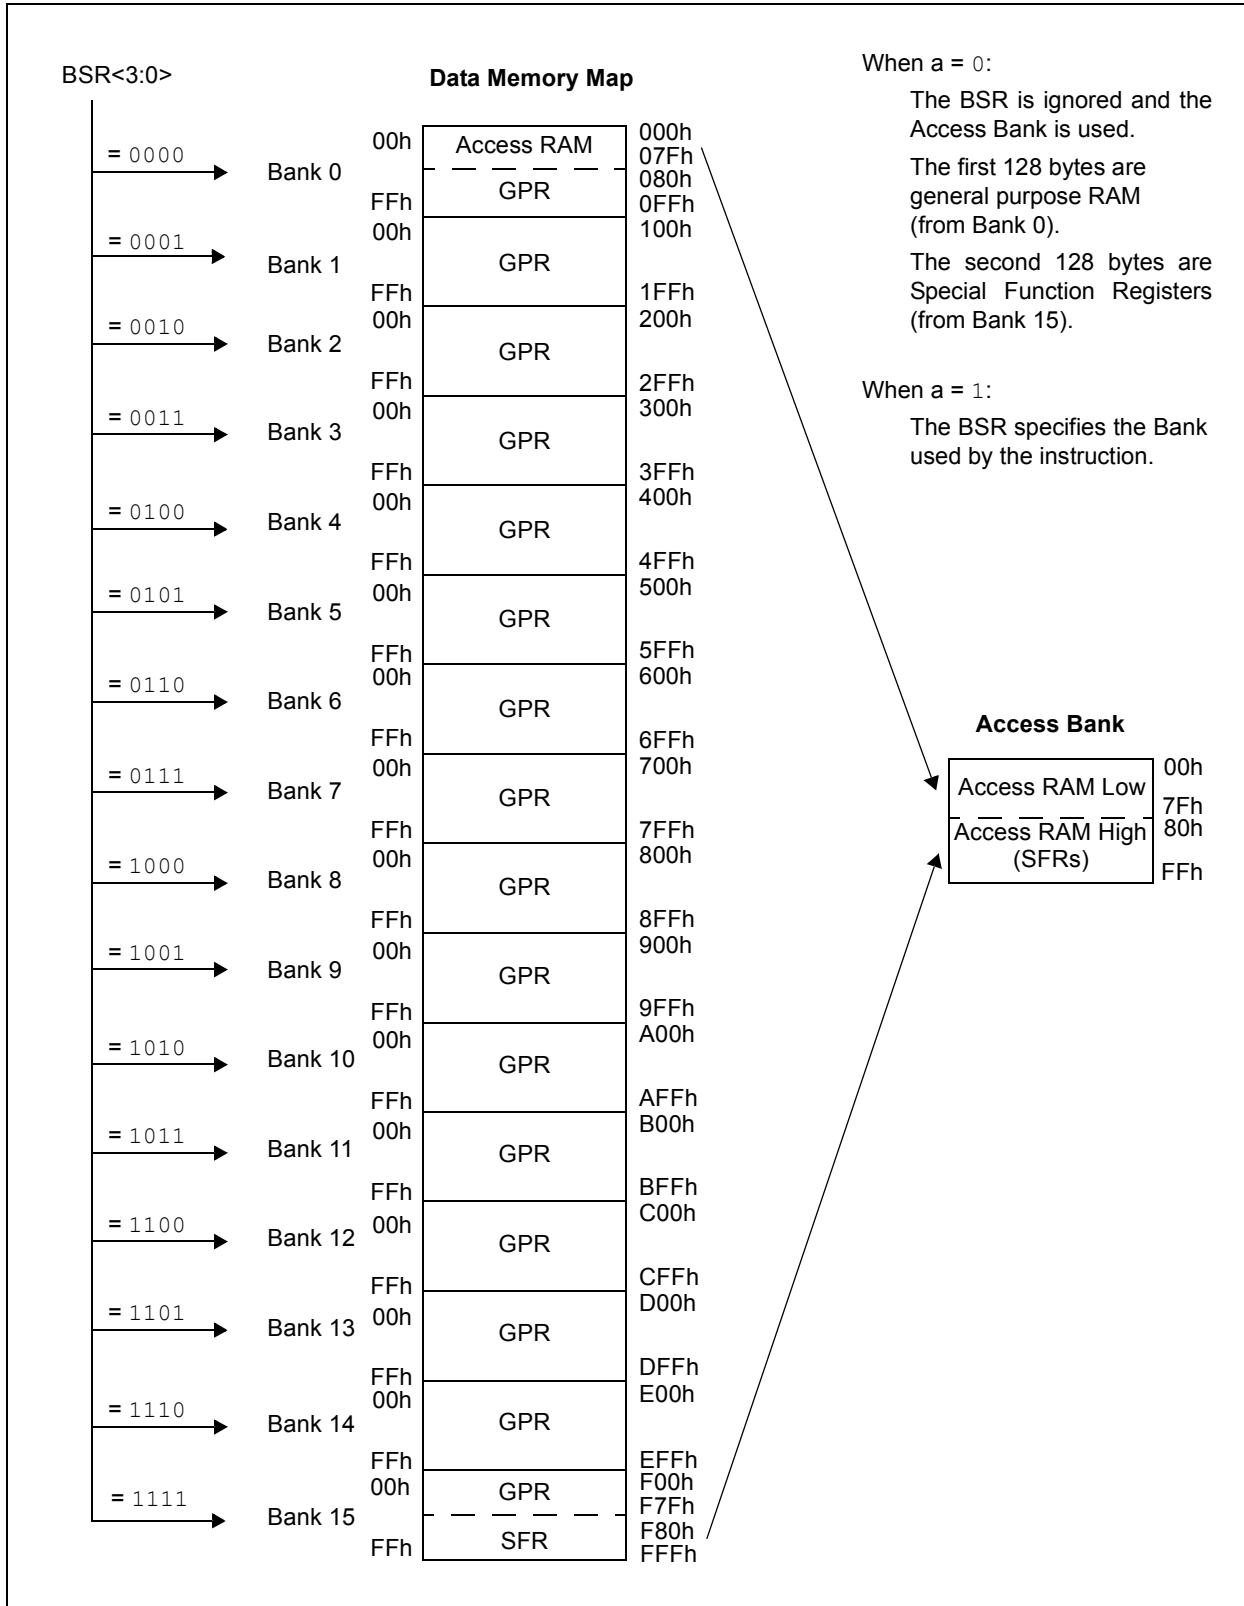 BSR<3:0>
Data Memory Map
When a = 0:
The BSR is ignored and the
Access Bank is used.
The first 128 bytes are
general purpose RAM
(from Bank 0).
The second 128 bytes are
Special Function Registers
(from Bank 15).
When a = 1:
The BSR specifies the Bank
used by the instruction.
= 0000
Bank 0
00h
Access RAM
000h
07Fh
GPR
080h
FFh
0FFh
= 0001
Bank 1
00h
GPR
100h
FFh
1FFh
= 0010
Bank 2
00h
GPR
200h
FFh
2FFh
= 0011
Bank 3
00h
GPR
300h
FFh
3FFh
= 0100
Bank 4
00h
GPR
400h
FFh
4FFh
= 0101
Bank 5
00h
GPR
500h
FFh
5FFh
= 0110
Bank 6
00h
GPR
600h
FFh
6FFh
= 0111
Bank 7
00h
GPR
700h
FFh
7FFh
= 1000
Bank 8
00h
GPR
800h
FFh
8FFh
= 1001
Bank 9
00h
GPR
900h
FFh
9FFh
= 1010
Bank 10
00h
GPR
A00h
FFh
AFFh
= 1011
Bank 11
00h
GPR
B00h
FFh
BFFh
= 1100
Bank 12
00h
GPR
C00h
FFh
CFFh
= 1101
Bank 13
00h
GPR
D00h
FFh
DFFh
= 1110
Bank 14
00h
GPR
E00h
FFh
EFFh
= 1111
Bank 15
00h
GPR
F00h
F7Fh
SFR
F80h
FFh
FFFh
Access Bank
Access RAM Low
00h
7Fh
Access RAM High
(SFRs)
80h
FFh